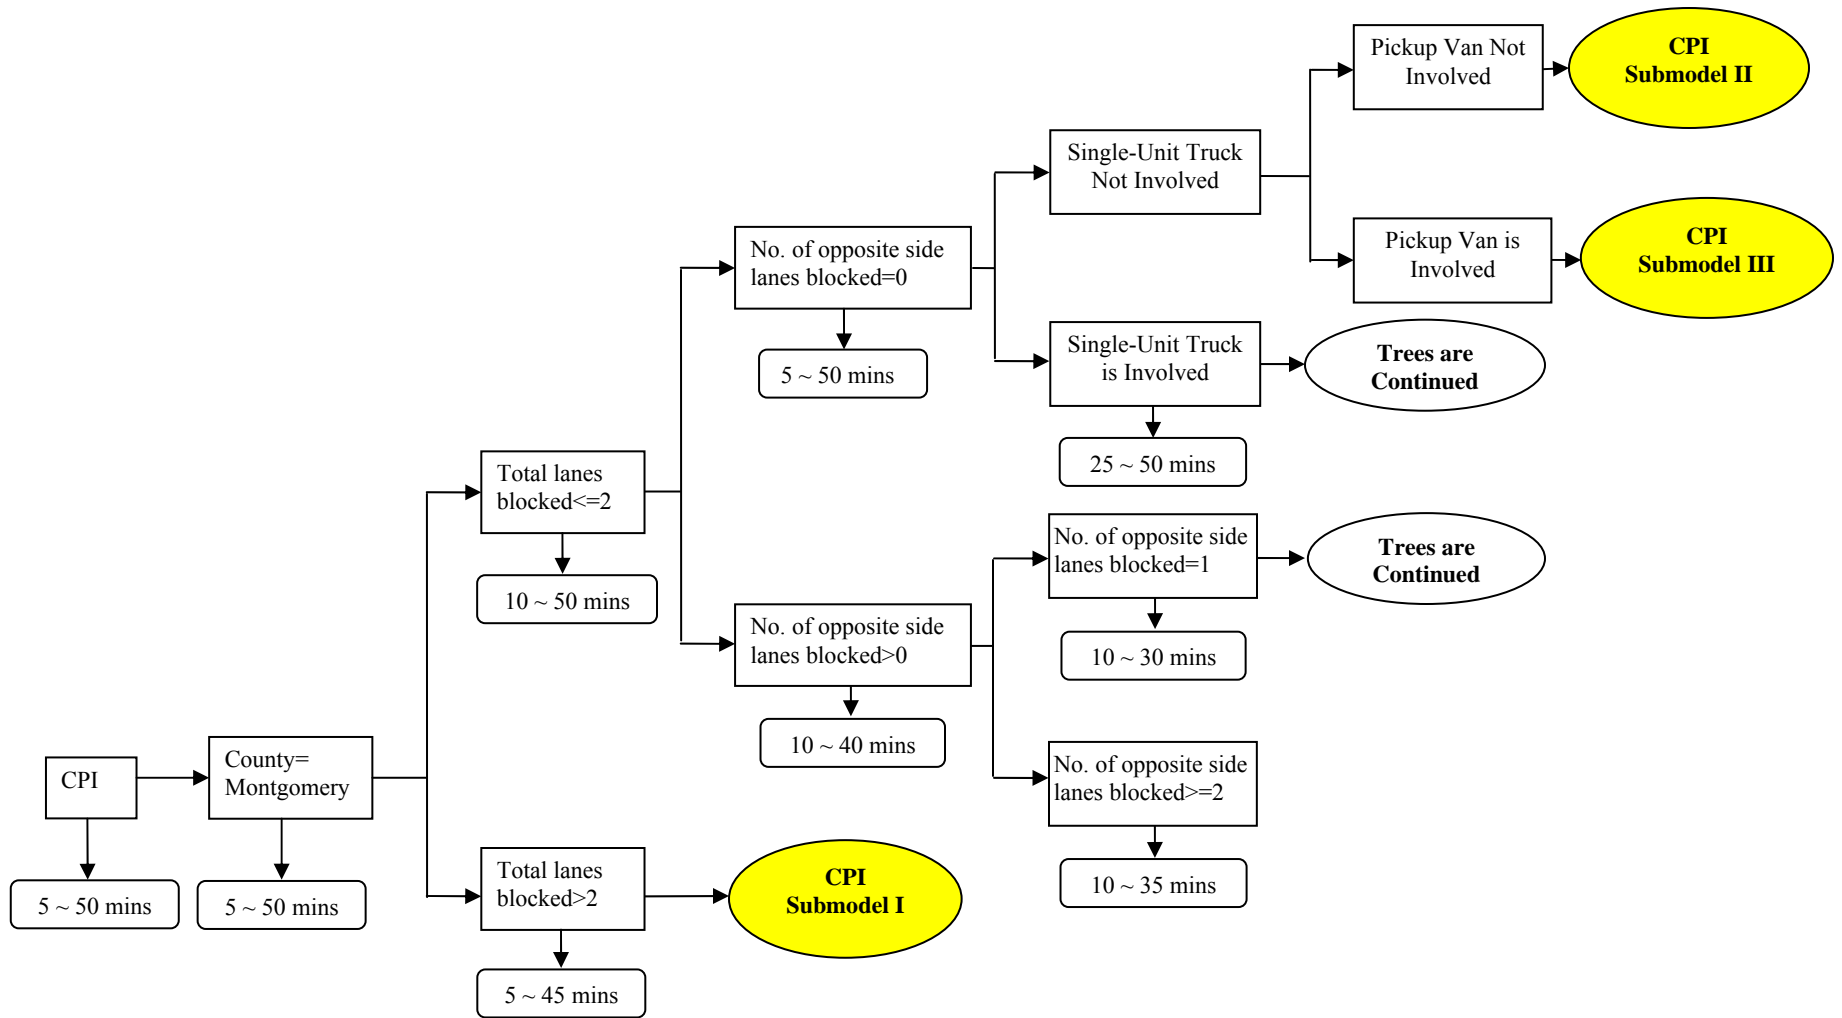 Pickup Van Not
Involved
CPI
Submodel II
Single-Unit Truck
Not Involved
Pickup Van is
Involved
CPI
Submodel III
No. of opposite side
lanes blocked=0
5 ~ 50 mins
Single-Unit Truck
is Involved
Trees are
Continued
25 ~ 50 mins
Total lanes
blocked<=2
10 ~ 50 mins
No. of opposite side
lanes blocked=1
Trees are
Continued
10 ~ 30 mins
No. of opposite side
lanes blocked>0
10 ~ 40 mins
No. of opposite side
lanes blocked>=2
10 ~ 35 mins
CPI
5 ~ 50 mins
County=
Montgomery
5 ~ 50 mins
Total lanes
blocked>2
CPI
Submodel I
5 ~ 45 mins